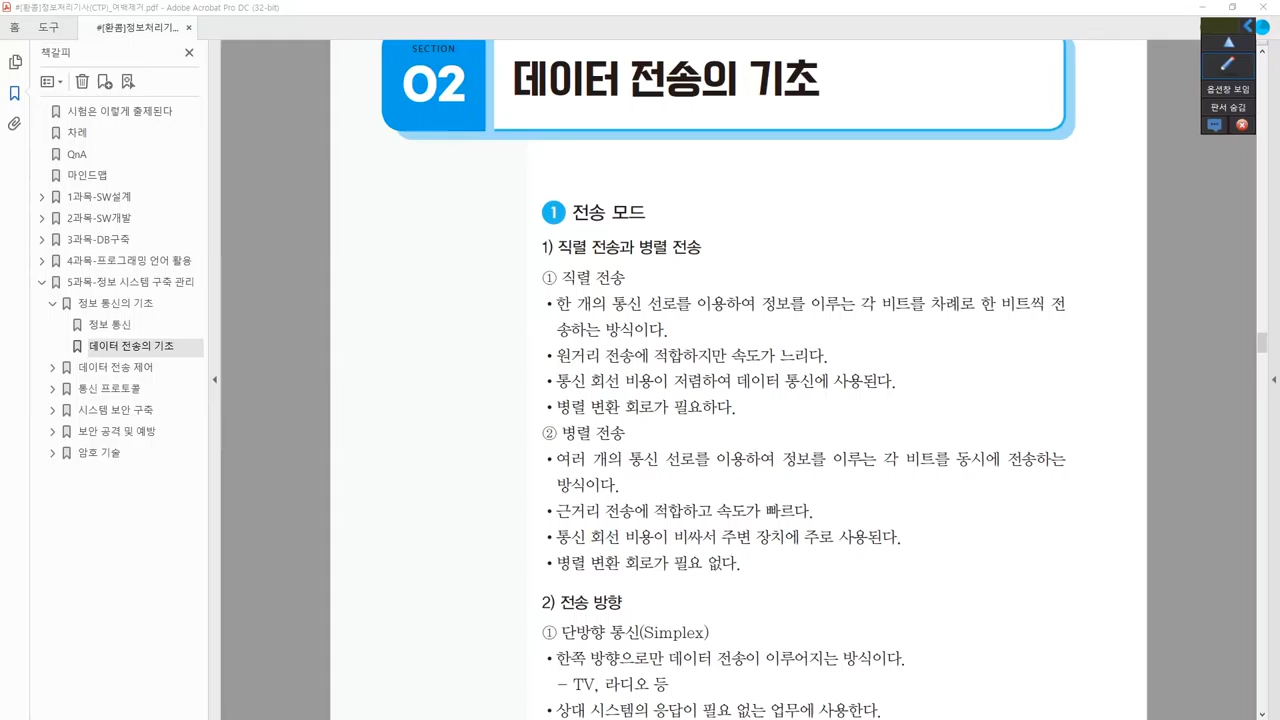 #[환콤]정보처리기사(CTP)_여백제거.pdf - Adobe Acrobat Pro DC (32-bit)
홈 도구 #[환콤]정보처리기...
책갈피
시험은 이렇게 출제된다
차례
QnA
마인드맵
1과목-SW설계
2과목-SW개발
3과목-DB구축
4과목-프로그래밍 언어 활용
5과목-정보 시스템 구축 관리
정보 통신의 기초
정보 통신
데이터 전송의 기초
데이터 전송 제어
통신 프로토콜
시스템 보안 구축
보안 공격 및 예방
암호 기술
SECTION
02 데이터 전송의 기초
1 전송 모드
1) 직렬 전송과 병렬 전송
① 직렬 전송
• 한 개의 통신 선로를 이용하여 정보를 이루는 각 비트를 차례로 한 비트씩 전
송하는 방식이다.
• 원거리 전송에 적합하지만 속도가 느리다.
• 통신 회선 비용이 저렴하여 데이터 통신에 사용된다.
• 병렬 변환 회로가 필요하다.
② 병렬 전송
• 여러 개의 통신 선로를 이용하여 정보를 이루는 각 비트를 동시에 전송하는
방식이다.
• 근거리 전송에 적합하고 속도가 빠르다.
• 통신 회선 비용이 비싸서 주변 장치에 주로 사용된다.
• 병렬 변환 회로가 필요 없다.
2) 전송 방향
① 단방향 통신(Simplex)
• 한쪽 방향으로만 데이터 전송이 이루어지는 방식이다.
– TV, 라디오 등
• 상대 시스템의 응답이 필요 없는 업무에 사용한다.
옵션창 보임
판서 숨김